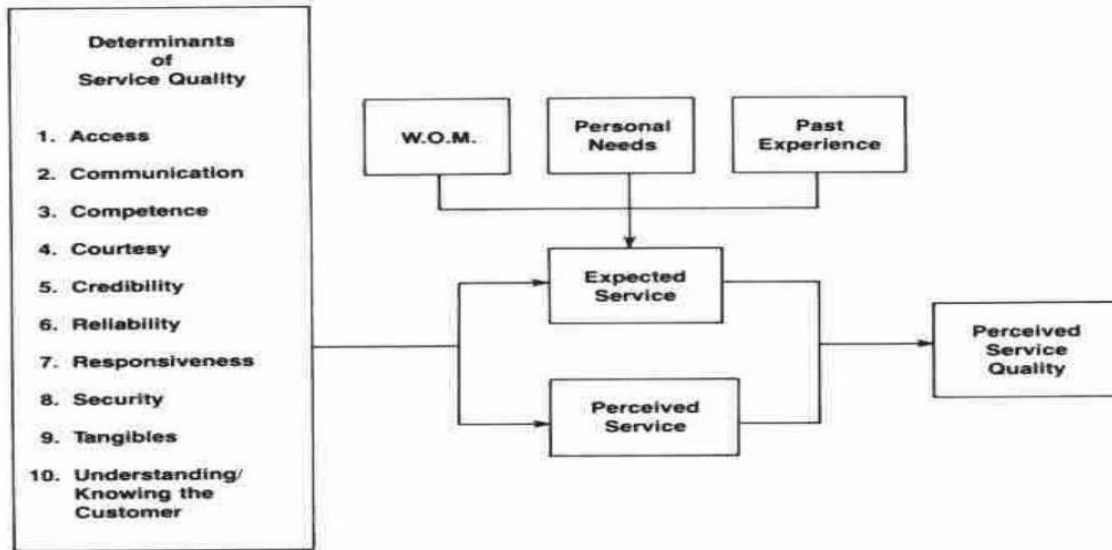 Determinants
of
Service Quality
1. Access
2. Communication
3. Competence
4. Courtesy
5. Credibility
6. Reliability
7. Responsiveness
8. Security
9. Tangibles
10. Understanding/
Knowing the
Customer
W.O.M.
Personal
Needs
Past
Experience
Expected
Service
Perceived
Service
Perceived
Service
Quality